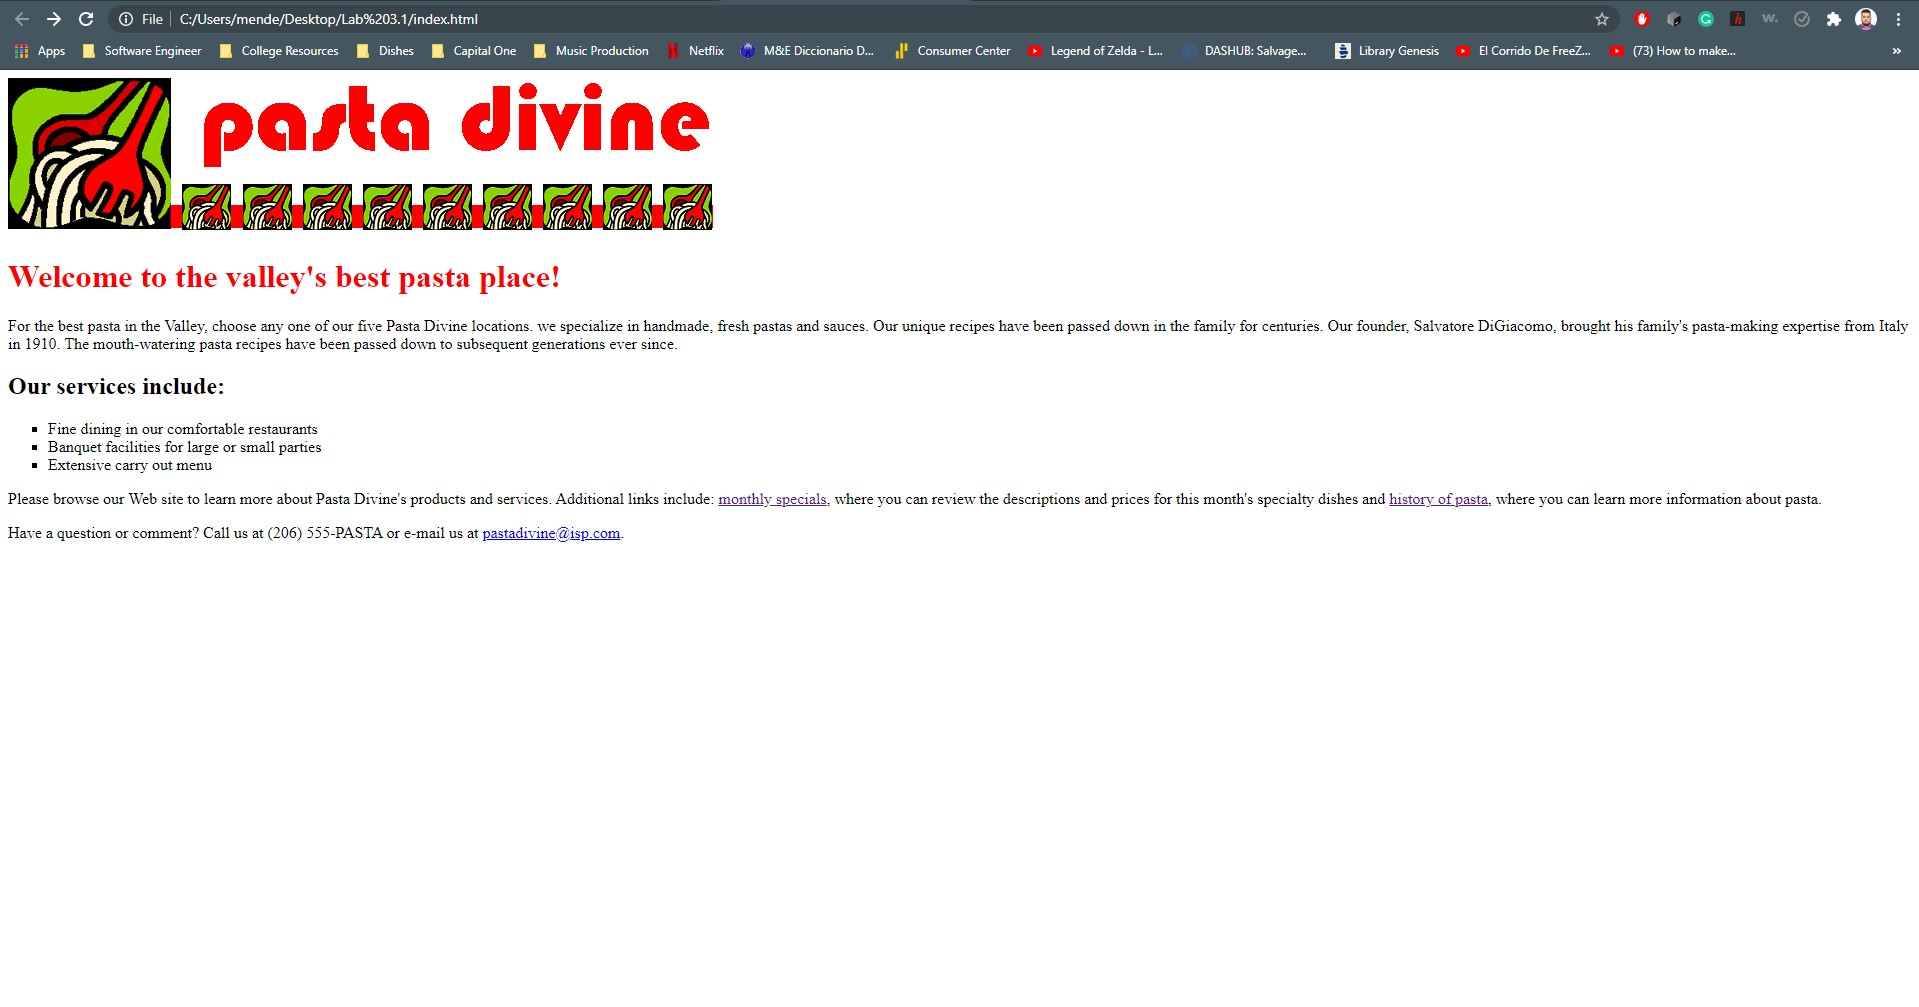 File C:/Users/mende/Desktop/Lab%203.1/index.html
Apps Software Engineer College Resources Dishes Capital One Music Production Netflix M&E Diccionario D... Consumer Center Legend of Zelda - L... DASHUB: Salvage... Library Genesis El Corrido De FreeZ... (73) How to make... »
pasta divine
Welcome to the valley's best pasta place!
For the best pasta in the Valley, choose any one of our five Pasta Divine locations. we specialize in handmade, fresh pastas and sauces. Our unique recipes have been passed down in the family for centuries. Our founder, Salvatore DiGiacomo, brought his family's pasta-making expertise from Italy
in 1910. The mouth-watering pasta recipes have been passed down to subsequent generations ever since.
Our services include:
Fine dining in our comfortable restaurants
Banquet facilities for large or small parties
Extensive carry out menu
Please browse our Web site to learn more about Pasta Divine's products and services. Additional links include: monthly specials, where you can review the descriptions and prices for this month's specialty dishes and history of pasta, where you can learn more information about pasta.
Have a question or comment? Call us at (206) 555-PASTA or e-mail us at pastadivine@isp.com.